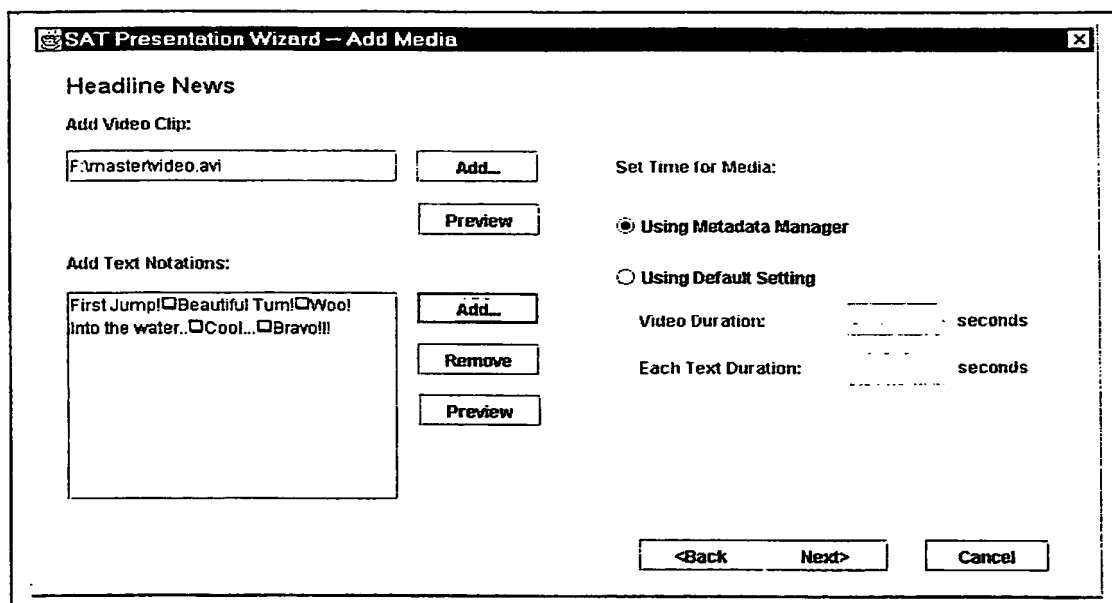 SAT Presentation Wizard – Add Media
Headline News
Add Video Clip:
F:\master\video.avi
Add...
Preview
Set Time for Media:
Using Metadata Manager
Using Default Setting
Video Duration: seconds
Each Text Duration: seconds
Add Text Notations:
First Jump!□Beautiful Turn!□Woo!
Into the water..□Cool...□Bravo!!!
Add...
Remove
Preview
<Back
Next>
Cancel